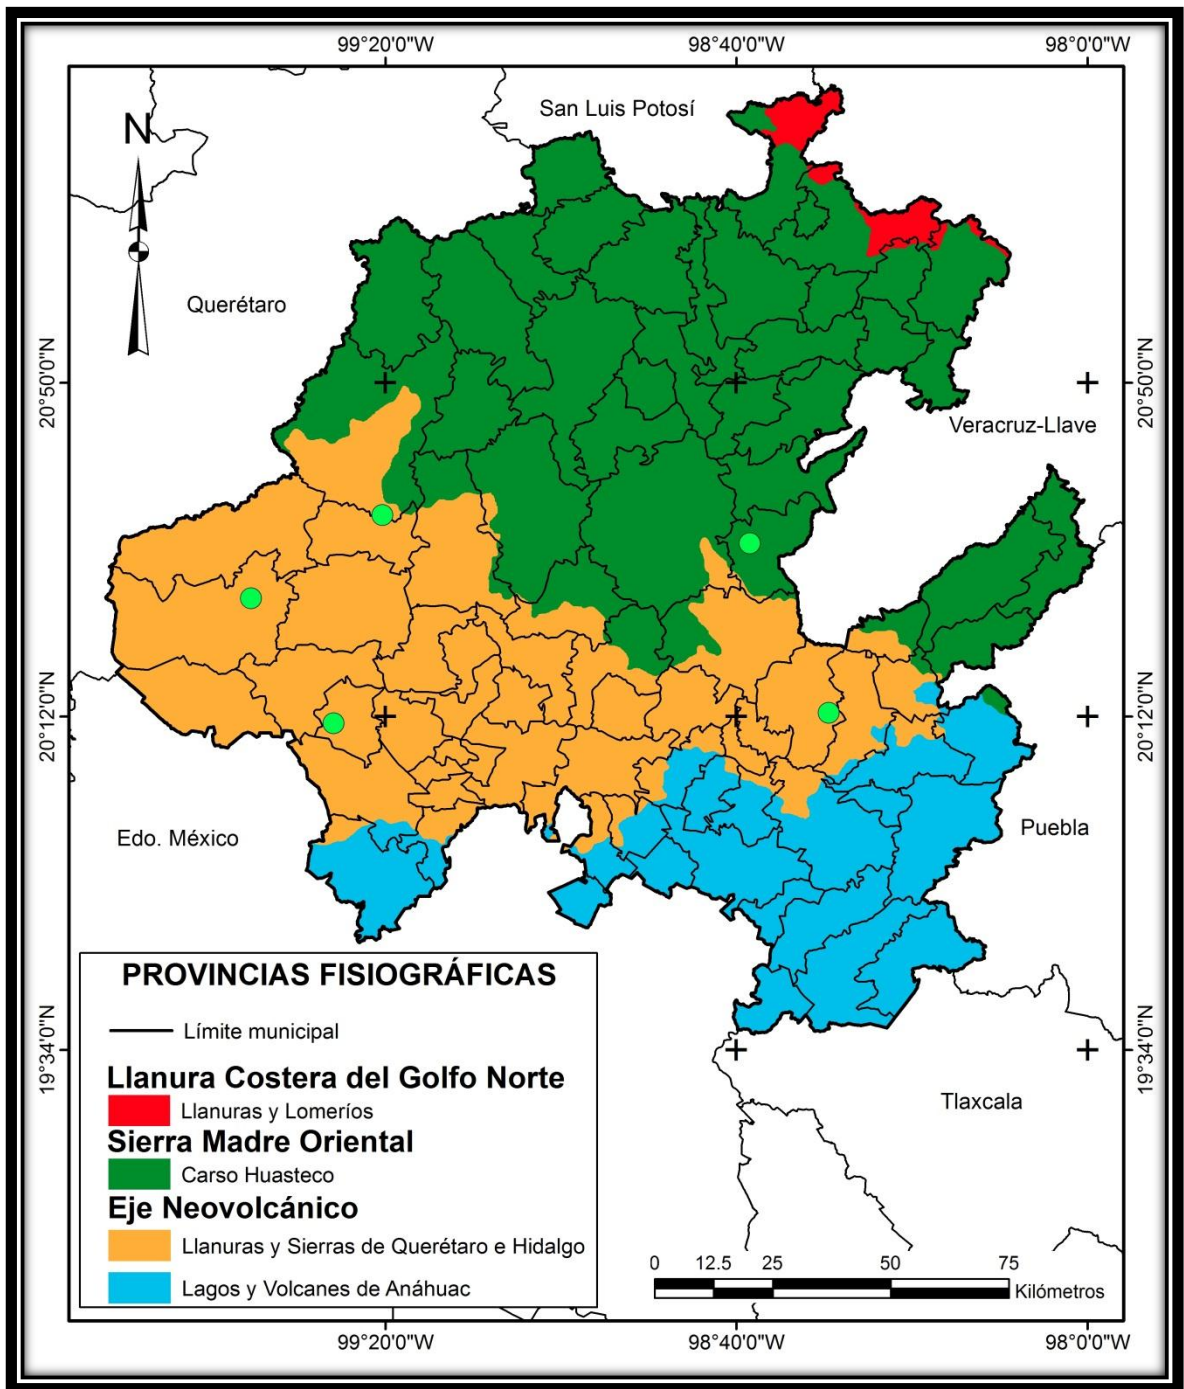 99°20'0"W 98°40'0"W 98°0'0"W
San Luis Potosí
N
Querétaro
20°50'0"N 20°50'0"N
Veracruz-Llave
20°12'0"N 20°12'0"N
Edo. México
Puebla
PROVINCIAS FISIOGRÁFICAS
Límite municipal
Llanura Costera del Golfo Norte
Llanuras y Lomeríos
Sierra Madre Oriental
Carso Huasteco
Eje Neovolcánico
Llanuras y Sierras de Querétaro e Hidalgo
Lagos y Volcanes de Anáhuac
19°34'0"N 19°34'0"N
Tlaxcala
0 12.5 25 50 75
Kilómetros
99°20'0"W 98°40'0"W 98°0'0"W